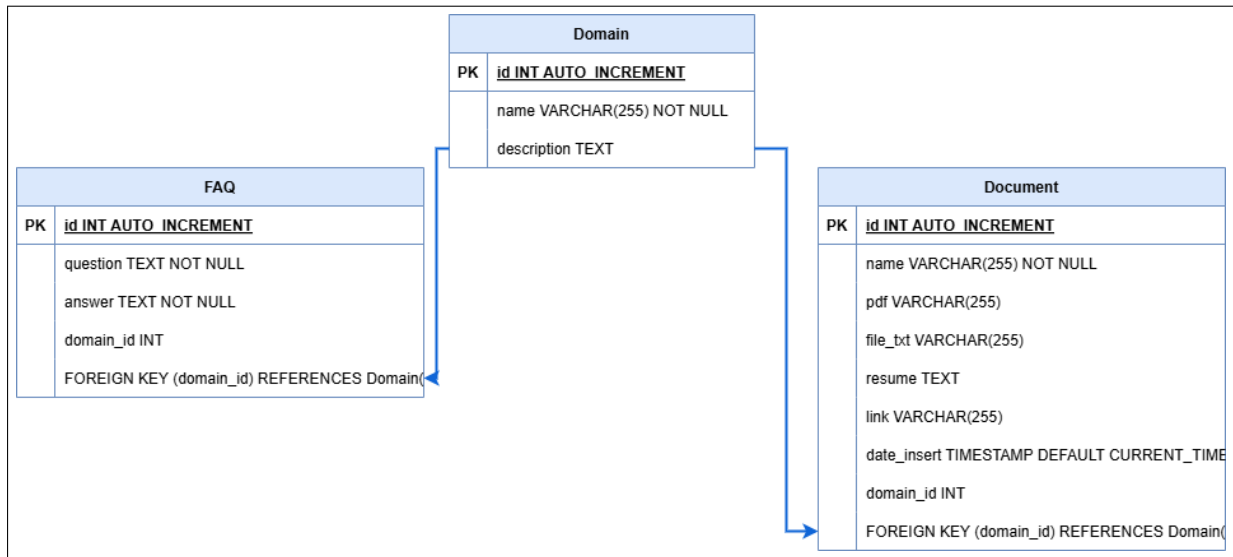 Domain
PK id INT AUTO_INCREMENT
name VARCHAR(255) NOT NULL
description TEXT
FAQ
PK id INT AUTO_INCREMENT
question TEXT NOT NULL
answer TEXT NOT NULL
domain_id INT
FOREIGN KEY (domain_id) REFERENCES Domain(
Document
PK id INT AUTO_INCREMENT
name VARCHAR(255) NOT NULL
pdf VARCHAR(255)
file_txt VARCHAR(255)
resume TEXT
link VARCHAR(255)
date_insert TIMESTAMP DEFAULT CURRENT_TIME
domain_id INT
FOREIGN KEY (domain_id) REFERENCES Domain(